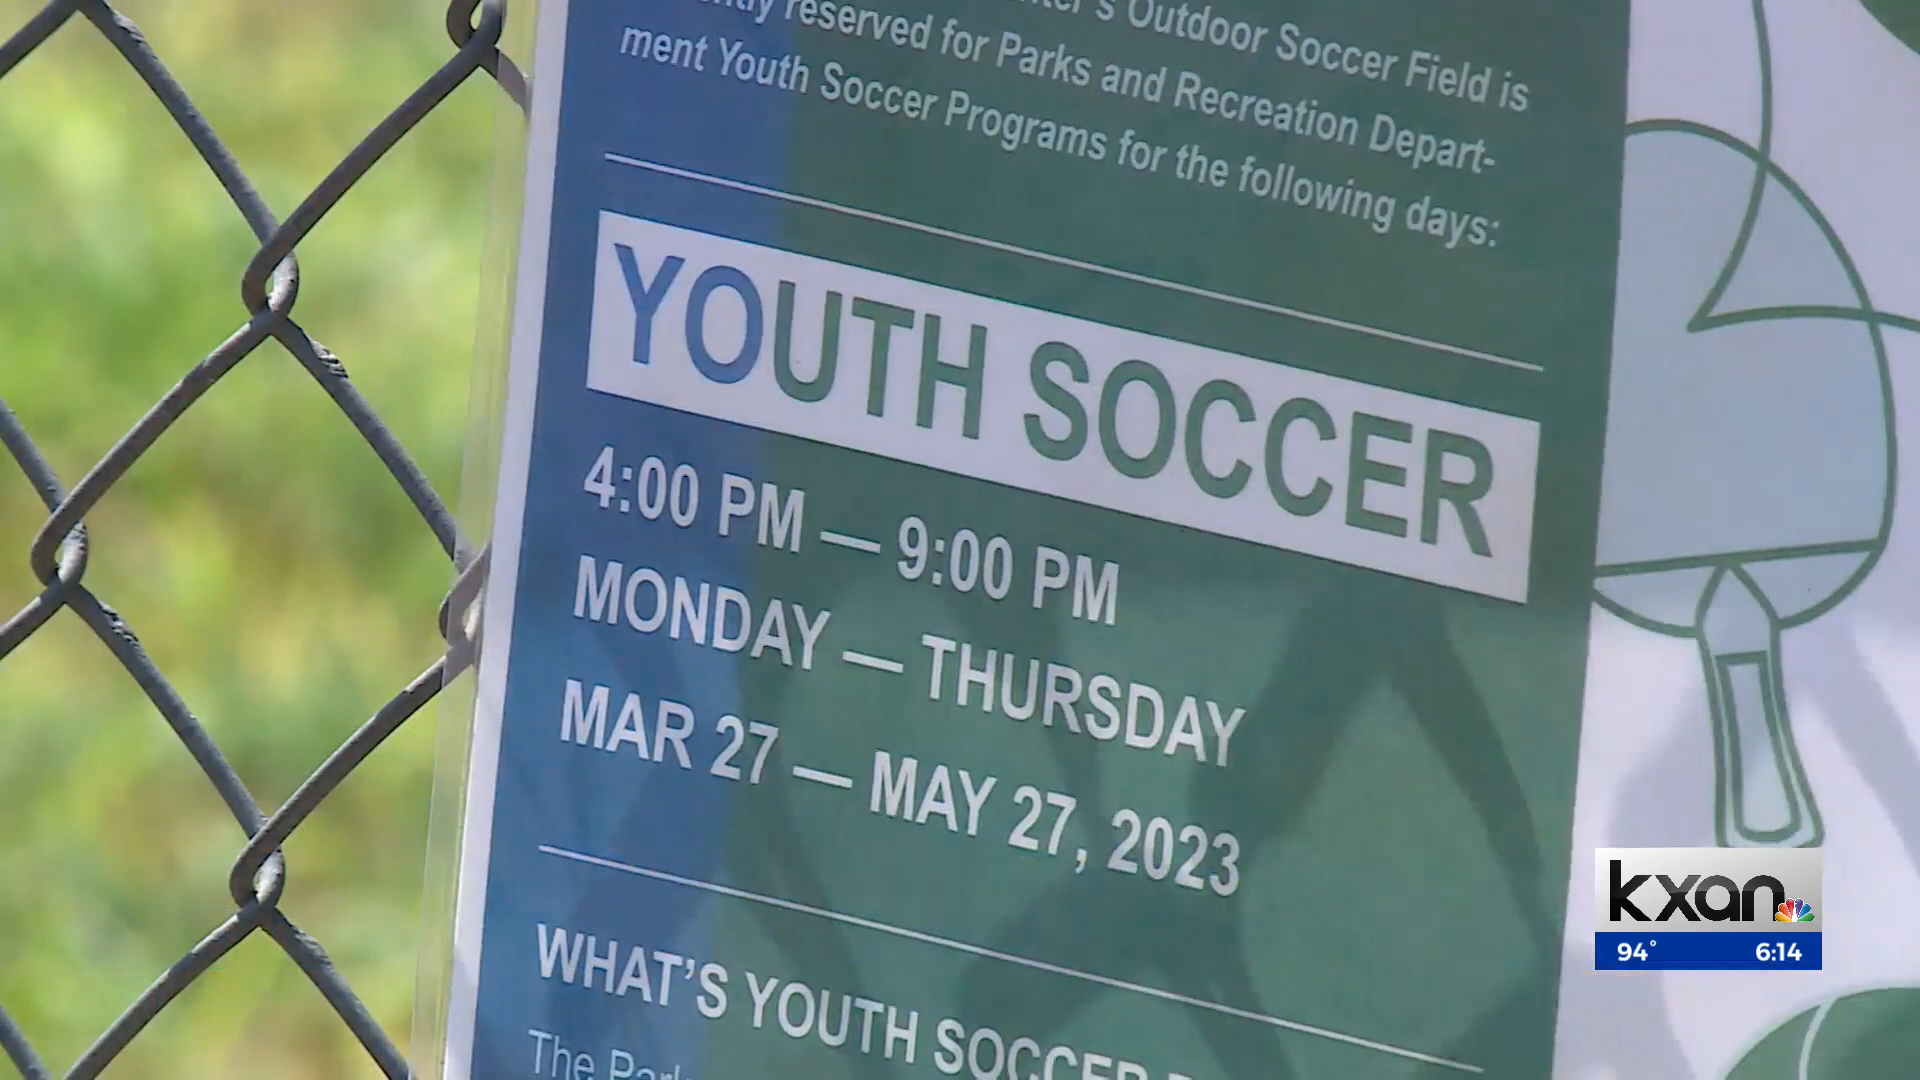 's Outdoor Soccer Field is
reserved for Parks and Recreation Depart-
ment Youth Soccer Programs for the following days:
YOUTH SOCCER
4:00 PM — 9:00 PM
MONDAY — THURSDAY
MAR 27 — MAY 27, 2023
WHAT'S YOUTH SOCCER
The
kxan
94° 6:14